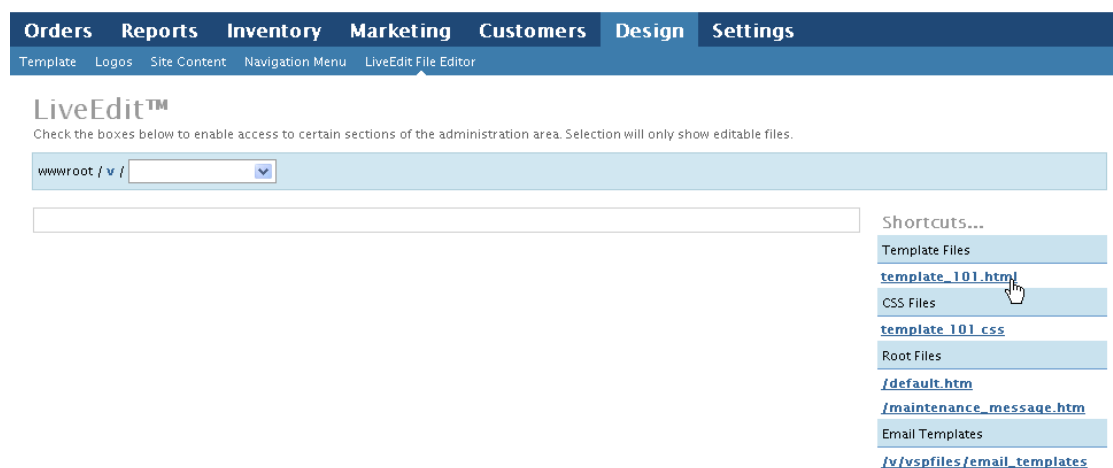 Orders Reports Inventory Marketing Customers Design Settings
Template Logos Site Content Navigation Menu LiveEdit File Editor
LiveEdit™
Check the boxes below to enable access to certain sections of the administration area. Selection will only show editable files.
wwwroot / v /
Shortcuts...
Template Files
template_101.html
CSS Files
template 101 css
Root Files
/default.htm
/maintenance_message.htm
Email Templates
/v/vspfiles/email_templates